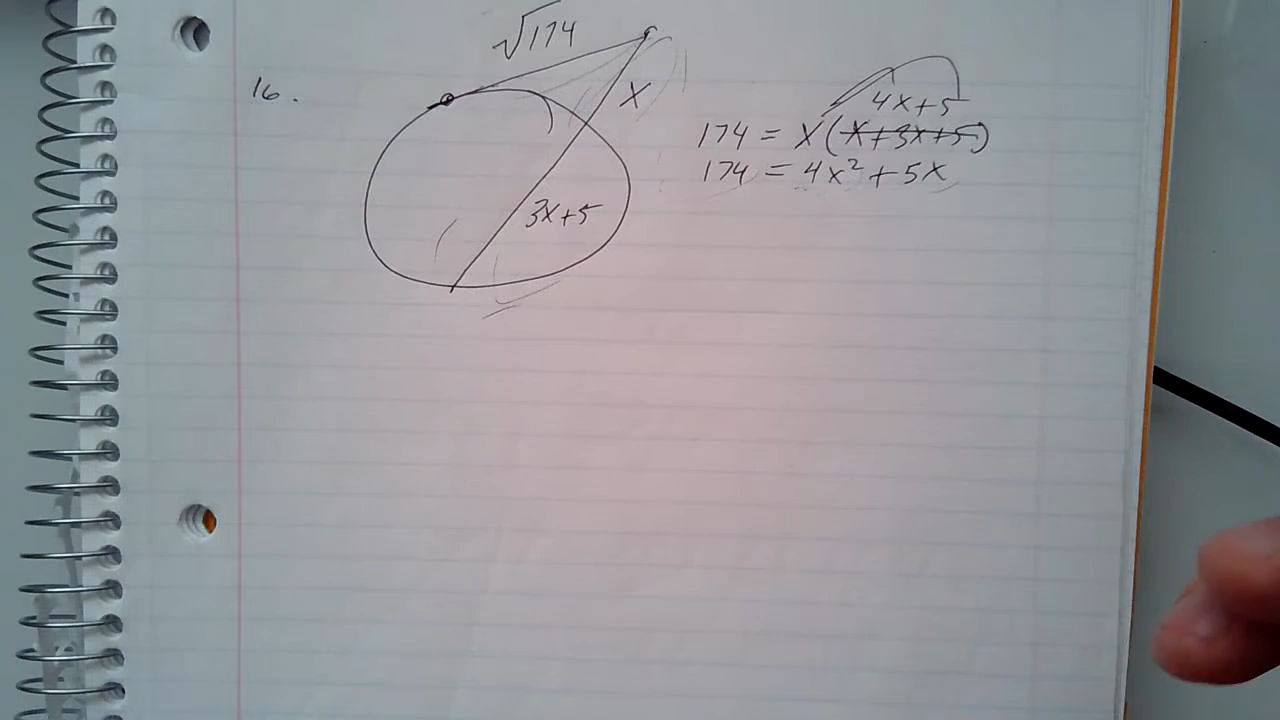 16.
√174
x
3x+5
4x+5
174 = x(x+3x+5)
174 = 4x²+5x